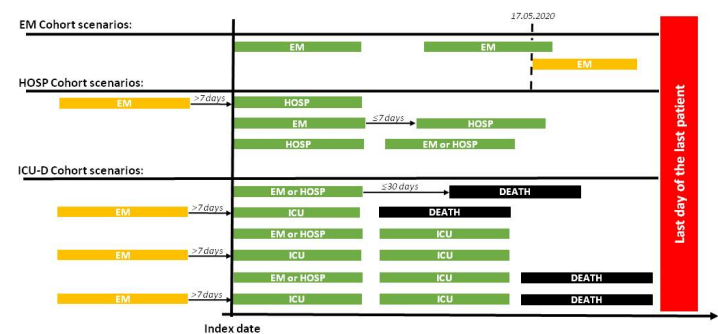 EM Cohort scenarios:
17.05.2020
EM EM
EM
HOSP Cohort scenarios:
EM >7 days HOSP
EM ≤7 days HOSP
HOSP EM or HOSP
ICU-D Cohort scenarios:
EM or HOSP ≤30 days DEATH
EM >7 days ICU DEATH
EM or HOSP ICU
EM >7 days ICU ICU
EM or HOSP ICU DEATH
EM >7 days ICU ICU DEATH
Index date
Last day of the last patient